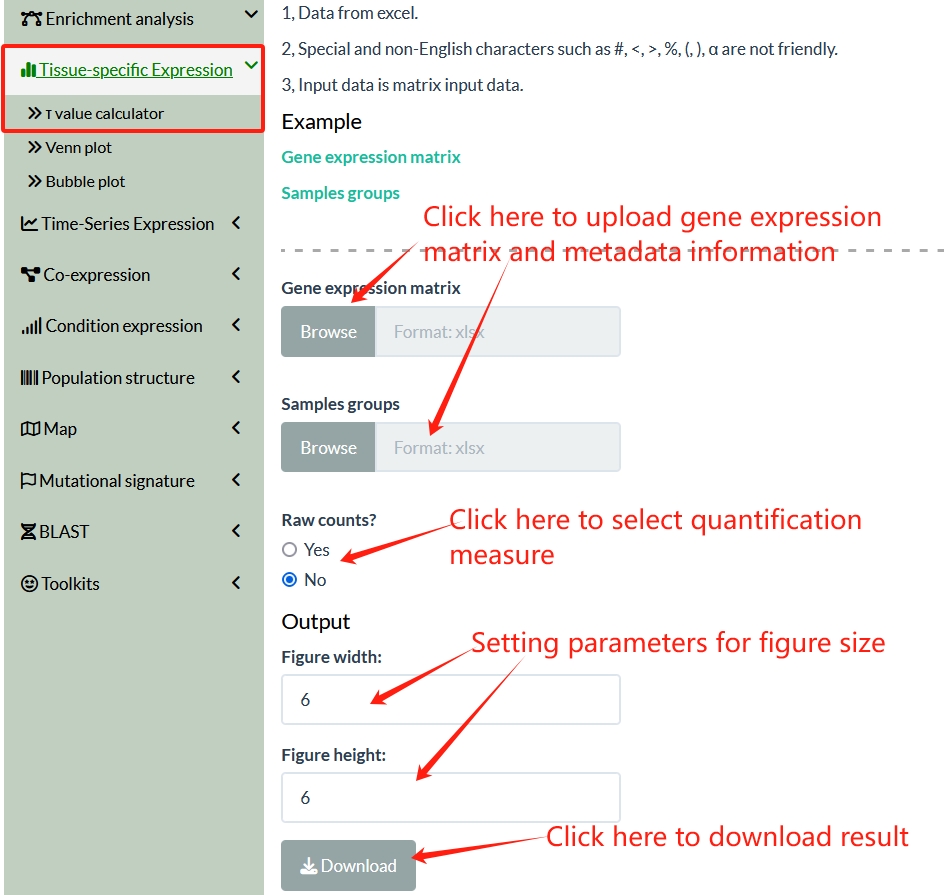 Enrichment analysis
Tissue-specific Expression
τ value calculator
Venn plot
Bubble plot
Time-Series Expression
Co-expression
Condition expression
Population structure
Map
Mutational signature
BLAST
Toolkits
1, Data from excel.
2, Special and non-English characters such as #, <, >, %, (, ), α are not friendly.
3, Input data is matrix input data.
Example
Gene expression matrix
Samples groups
Click here to upload gene expression
matrix and metadata information
Gene expression matrix
Browse Format: xlsx
Samples groups
Browse Format: xlsx
Raw counts?
Yes
No
Click here to select quantification
measure
Output
Setting parameters for figure size
Figure width:
6
Figure height:
6
Click here to download result
Download